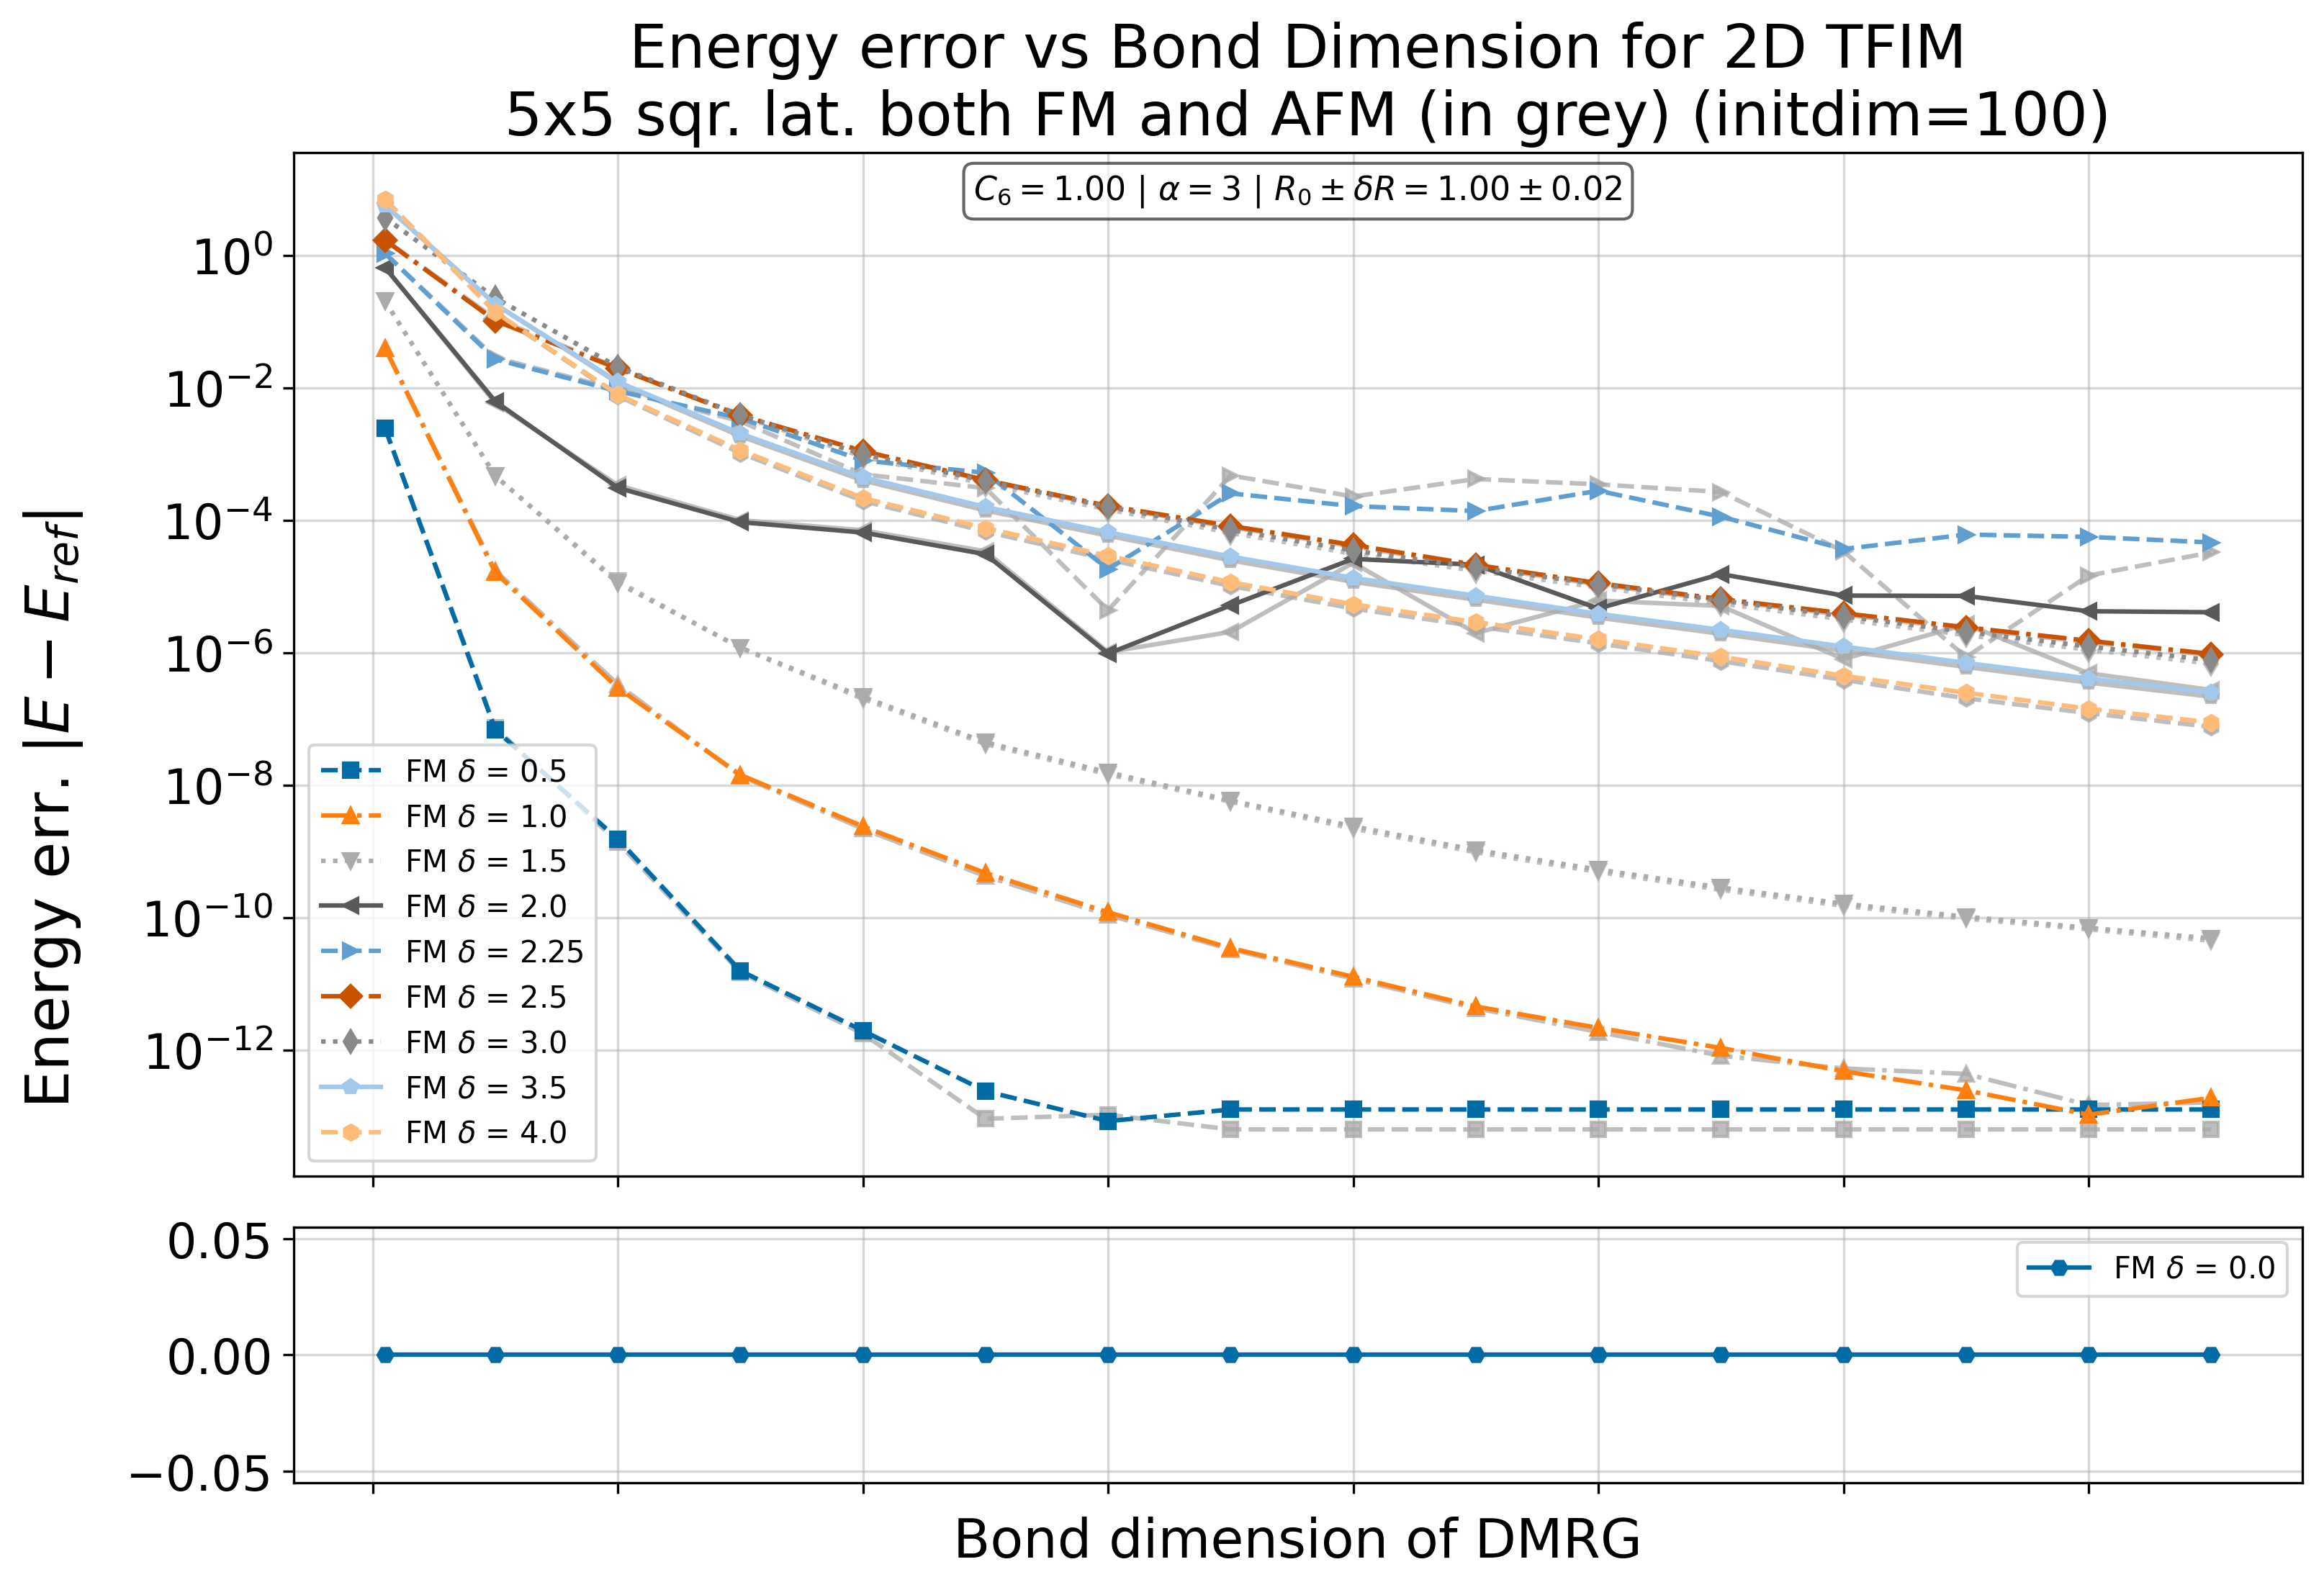 Energy error vs Bond Dimension for 2D TFIM
5x5 sqr. lat. both FM and AFM (in grey) (initdim=100)
C₆ = 1.00 | α = 3 | R₀ ± δR = 1.00 ± 0.02
Energy err. |E − E_ref|
10⁰
10⁻²
10⁻⁴
10⁻⁶
10⁻⁸
10⁻¹⁰
10⁻¹²
FM δ = 0.5
FM δ = 1.0
FM δ = 1.5
FM δ = 2.0
FM δ = 2.25
FM δ = 2.5
FM δ = 3.0
FM δ = 3.5
FM δ = 4.0
0.05
0.00
−0.05
FM δ = 0.0
Bond dimension of DMRG